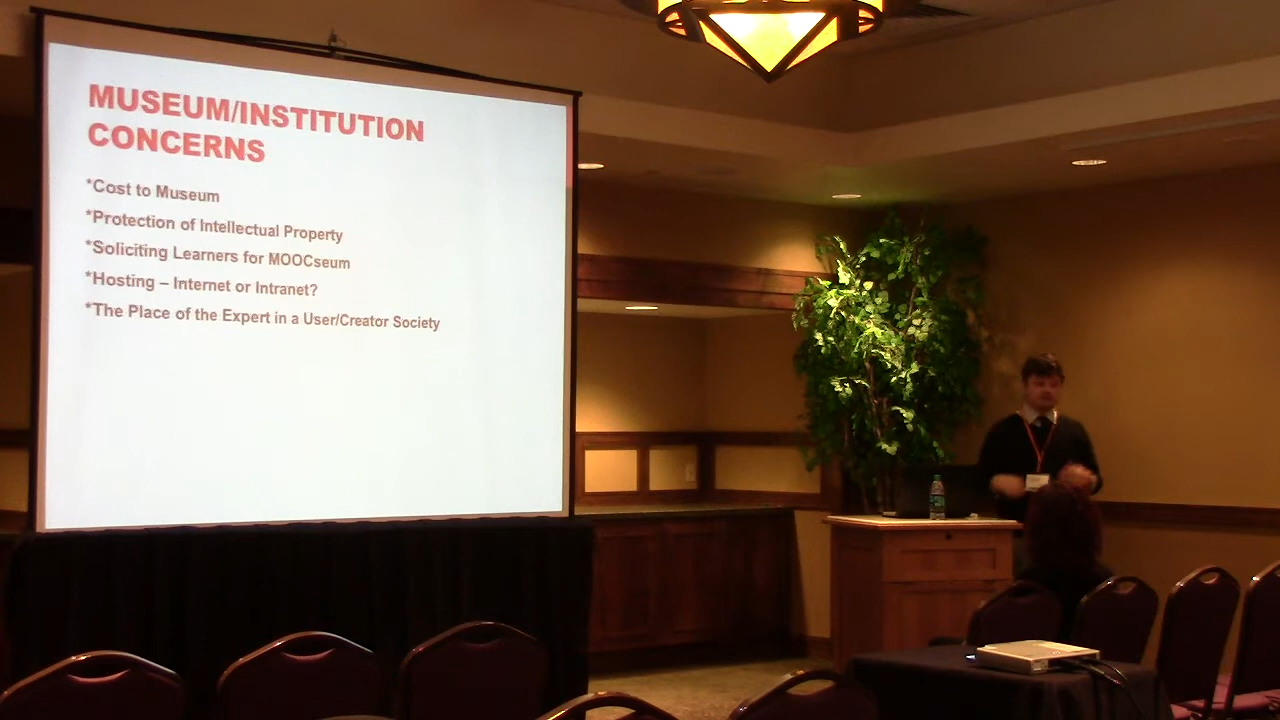 MUSEUM/INSTITUTION
CONCERNS
*Cost to Museum
*Protection of Intellectual Property
*Soliciting Learners for MOOCseum
*Hosting – Internet or Intranet?
*The Place of the Expert in a User/Creator Society